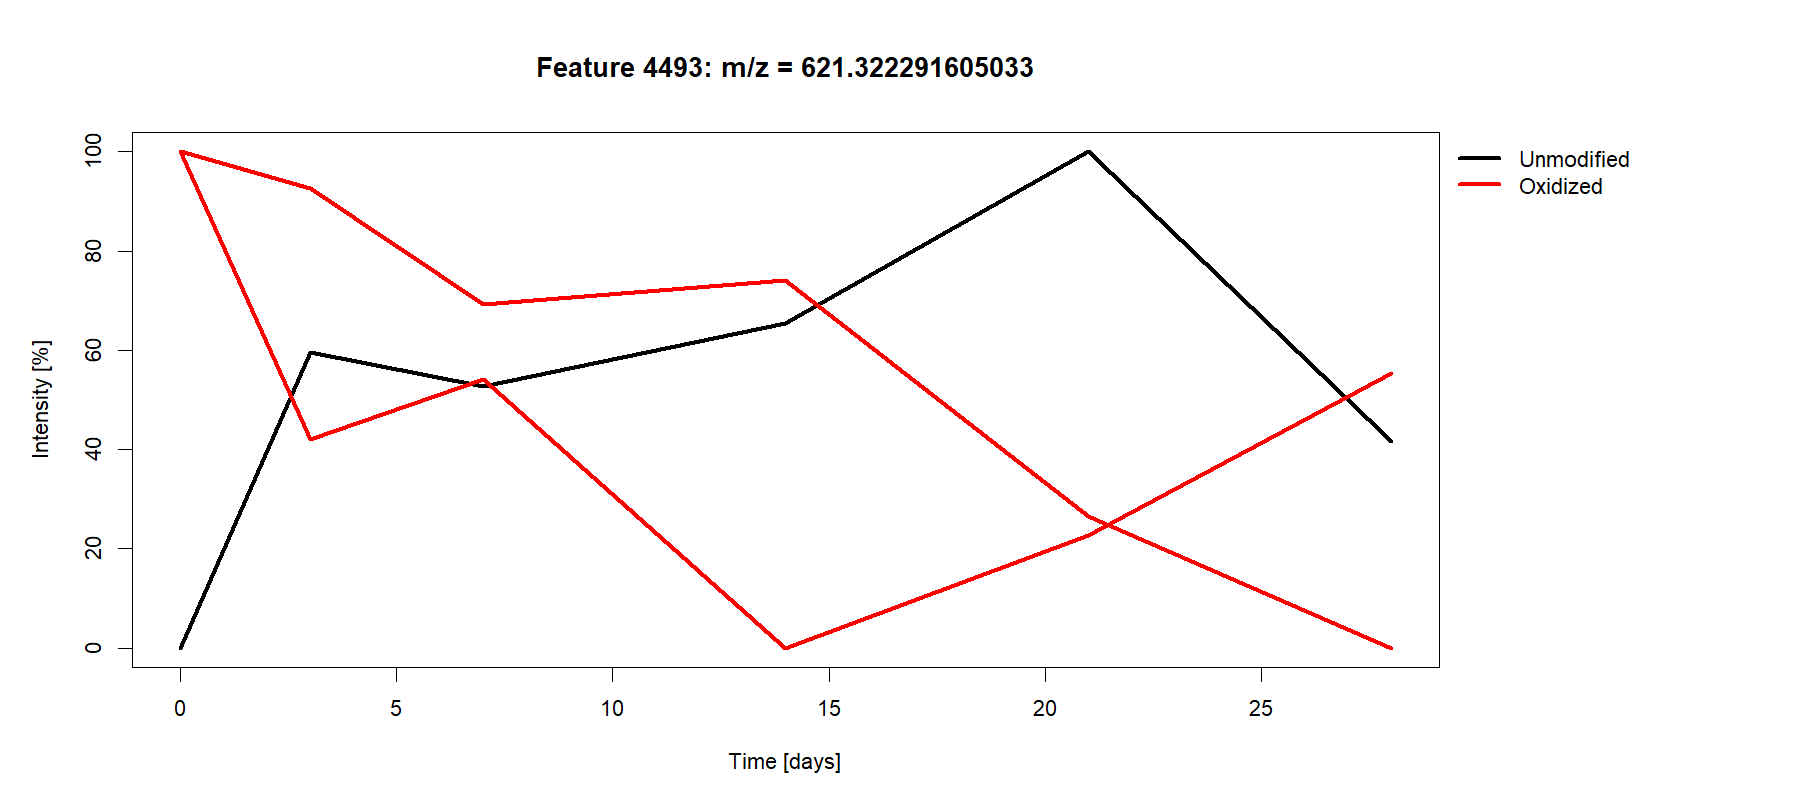 Feature 4493: m/z = 621.322291605033
Unmodified
Oxidized
Intensity [%]
100
80
60
40
20
0
0 5 10 15 20 25
Time [days]